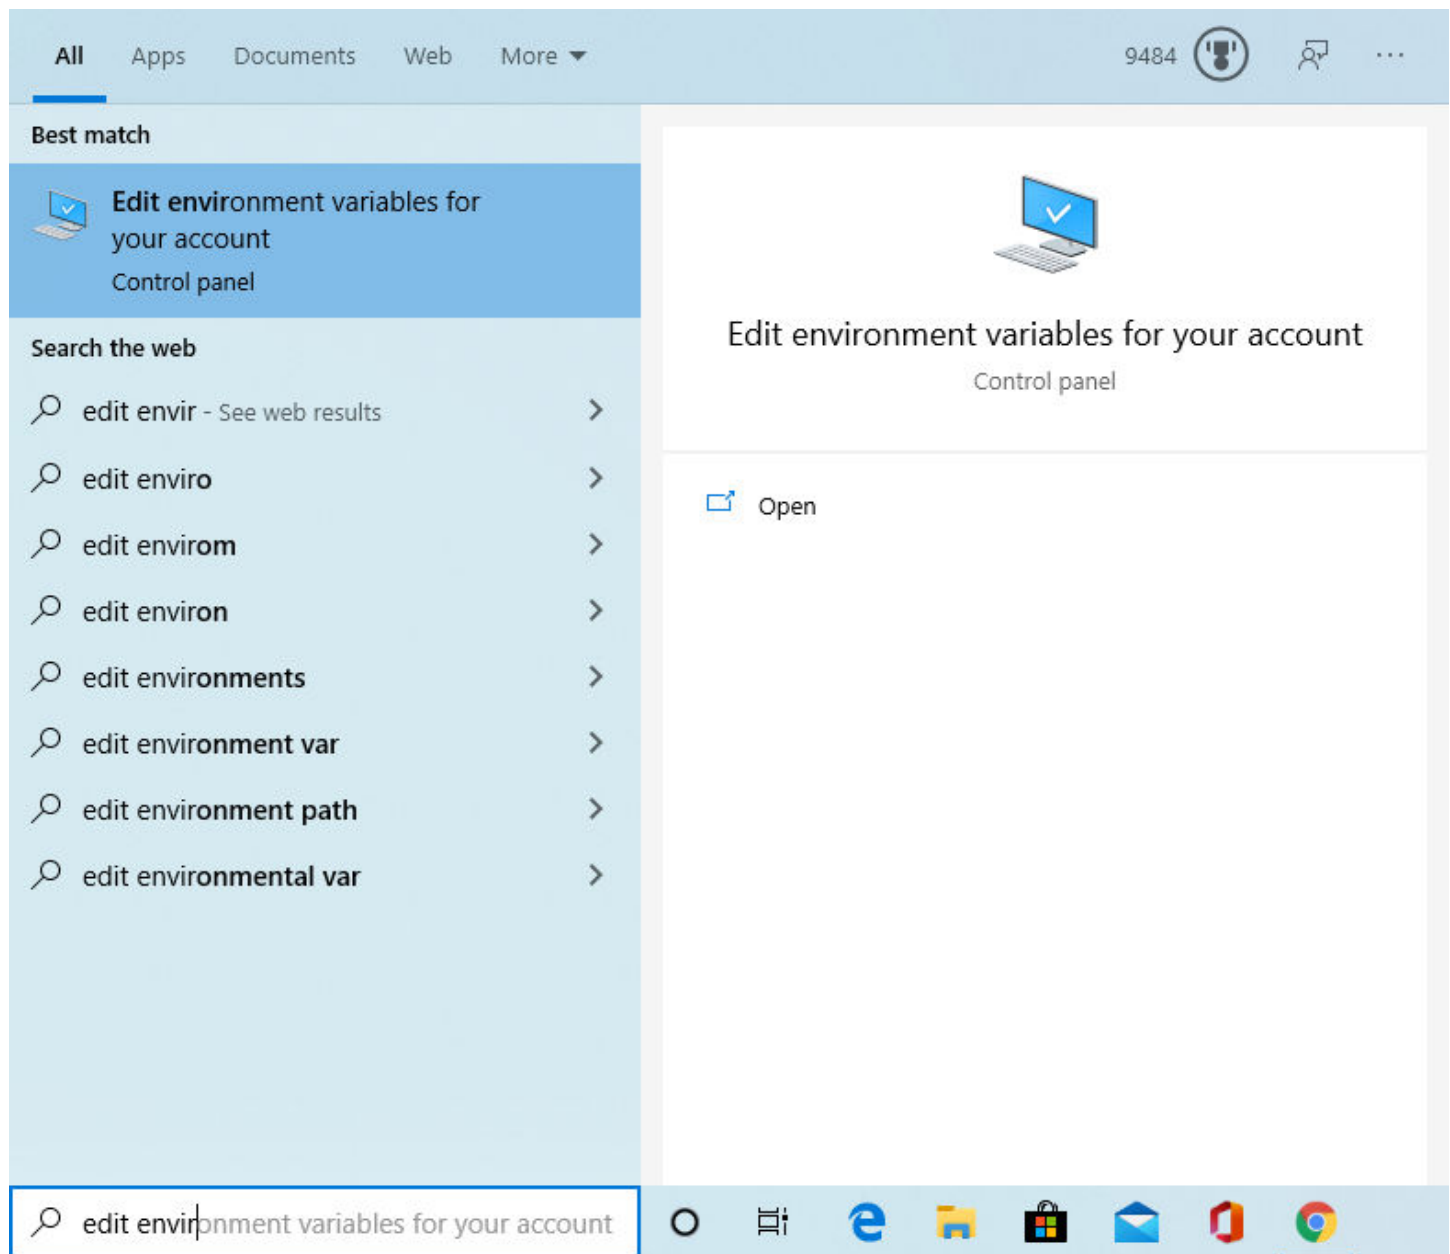 All Apps Documents Web More 9484
Best match
Edit environment variables for
your account
Control panel
Search the web
edit envir - See web results
edit enviro
edit envirom
edit environ
edit environments
edit environment var
edit environment path
edit environmental var
Edit environment variables for your account
Control panel
Open
edit environment variables for your account